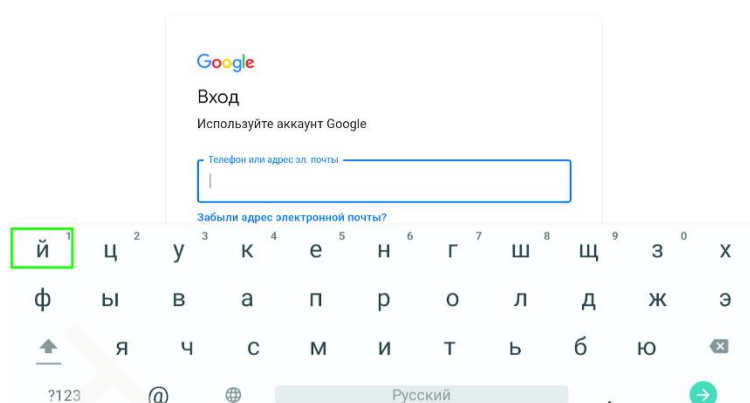 Google
Вход
Используйте аккаунт Google
Телефон или адрес эл. почты
Забыли адрес электронной почты?
й 1 ц 2 у 3 к 4 е 5 н 6 г 7 ш 8 щ 9 з 0 х
ф ы в а п р о л д ж э
я ч с м и т ь б ю
?123 @ Русский .